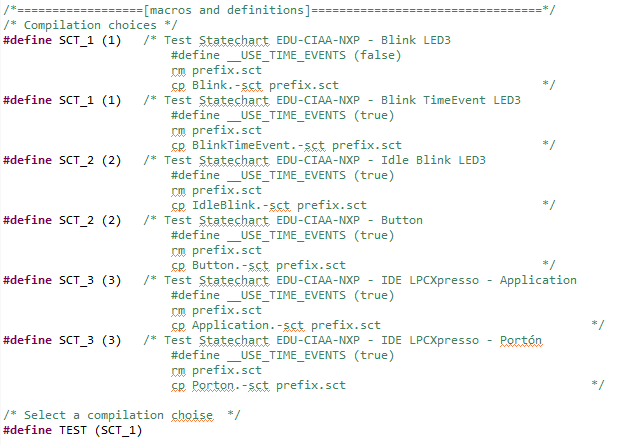 /*==================[macros and definitions]=================================*/
/* Compilation choices */
#define SCT_1 (1)   /* Test Statechart EDU-CIAA-NXP - Blink LED3
                        #define __USE_TIME_EVENTS (false)
                        rm prefix.sct
                        cp Blink.-sct prefix.sct                             */
#define SCT_1 (1)   /* Test Statechart EDU-CIAA-NXP - Blink TimeEvent LED3
                        #define __USE_TIME_EVENTS (true)
                        rm prefix.sct
                        cp BlinkTimeEvent.-sct prefix.sct                    */
#define SCT_2 (2)   /* Test Statechart EDU-CIAA-NXP - Idle Blink LED3
                        #define __USE_TIME_EVENTS (true)
                        rm prefix.sct
                        cp IdleBlink.-sct prefix.sct                         */
#define SCT_2 (2)   /* Test Statechart EDU-CIAA-NXP - Button
                        #define __USE_TIME_EVENTS (true)
                        rm prefix.sct
                        cp Button.-sct prefix.sct                            */
#define SCT_3 (3)   /* Test Statechart EDU-CIAA-NXP - IDE LPCXpresso - Application
                        #define __USE_TIME_EVENTS (true)
                        rm prefix.sct
                        cp Application.-sct prefix.sct                              */
#define SCT_3 (3)   /* Test Statechart EDU-CIAA-NXP - IDE LPCXpresso - Portón
                        #define __USE_TIME_EVENTS (true)
                        rm prefix.sct
                        cp Porton.-sct prefix.sct                                   */
/* Select a compilation choise  */
#define TEST (SCT_1)